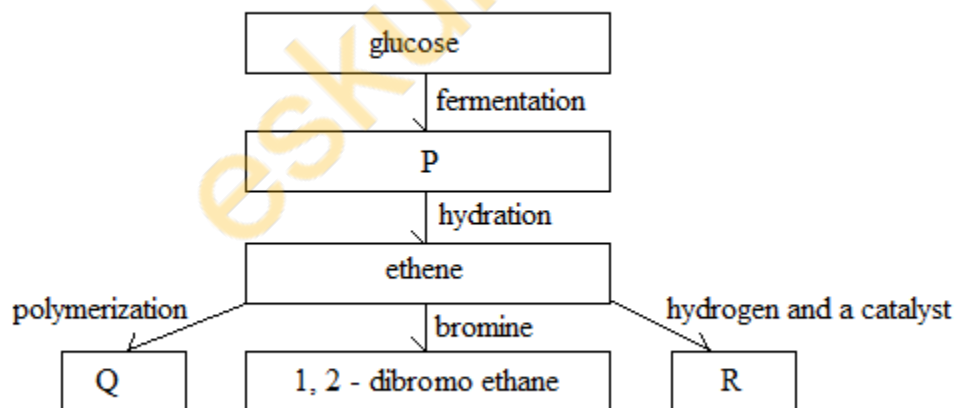 glucose
fermentation
P
hydration
ethene
polymerization
hydrogen and a catalyst
bromine
Q
1, 2 - dibromo ethane
R